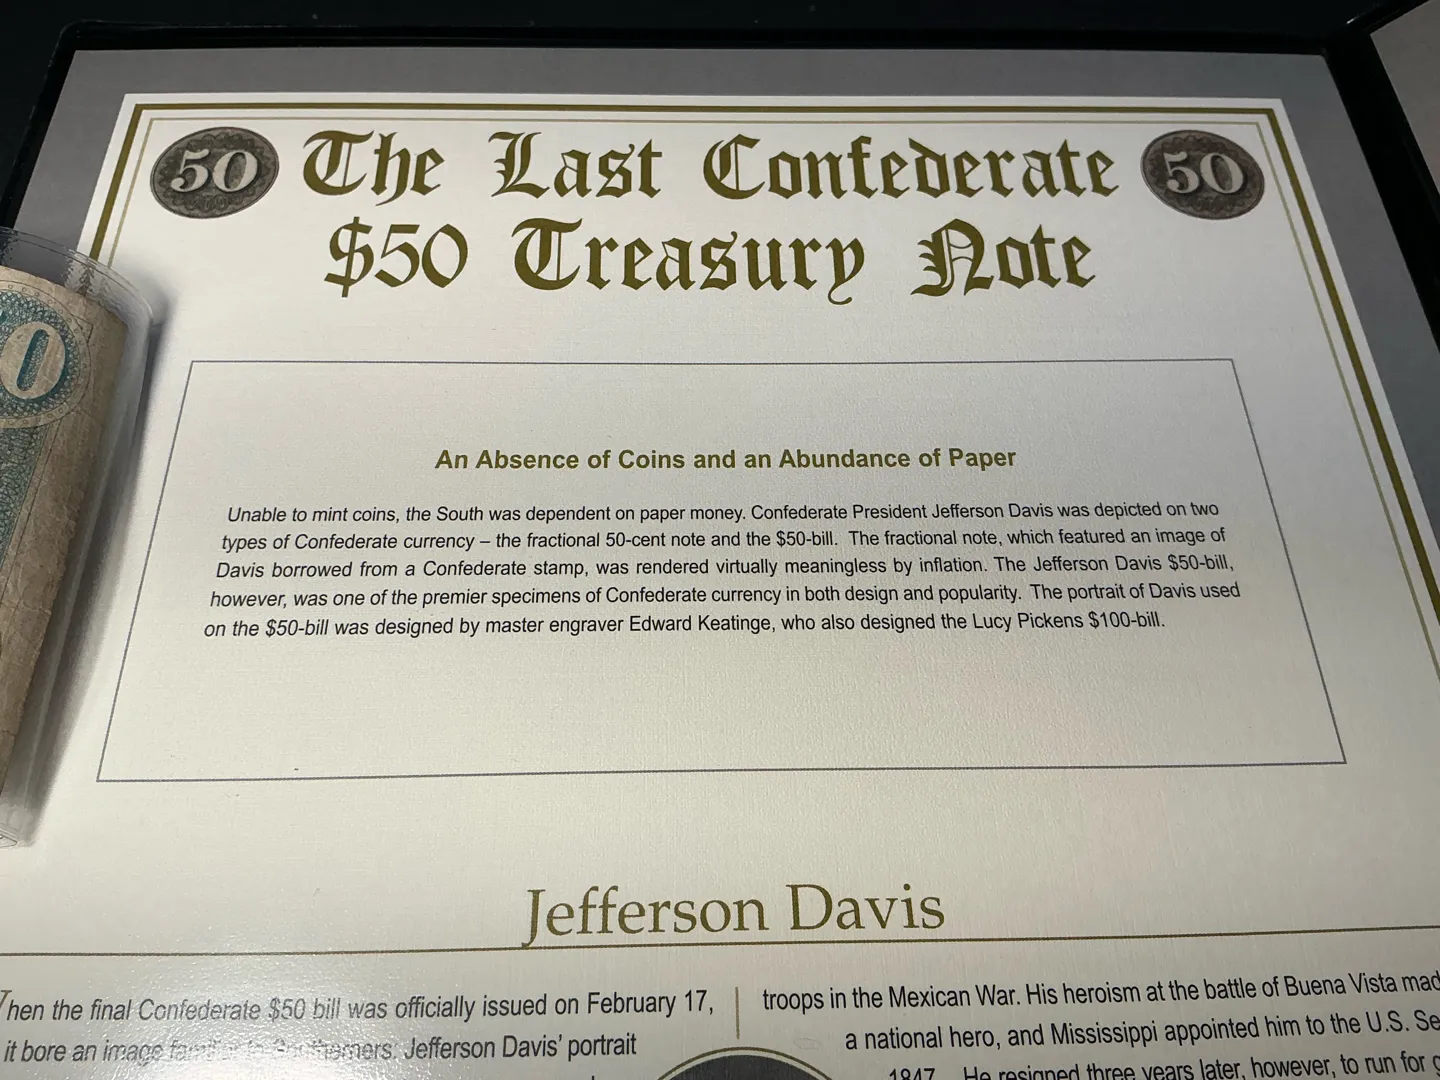 50 The Last Confederate 50
$50 Treasury Note
0
An Absence of Coins and an Abundance of Paper
Unable to mint coins, the South was dependent on paper money. Confederate President Jefferson Davis was depicted on two
types of Confederate currency – the fractional 50-cent note and the $50-bill. The fractional note, which featured an image of
Davis borrowed from a Confederate stamp, was rendered virtually meaningless by inflation. The Jefferson Davis $50-bill,
however, was one of the premier specimens of Confederate currency in both design and popularity. The portrait of Davis used
on the $50-bill was designed by master engraver Edward Keatinge, who also designed the Lucy Pickens $100-bill.
Jefferson Davis
hen the final Confederate $50 bill was officially issued on February 17,
it bore an image Jefferson Davis' portrait
troops in the Mexican War. His heroism at the battle of Buena Vista mad
a national hero, and Mississippi appointed him to the U.S. Se
1847. He resigned three years later, however, to run for g